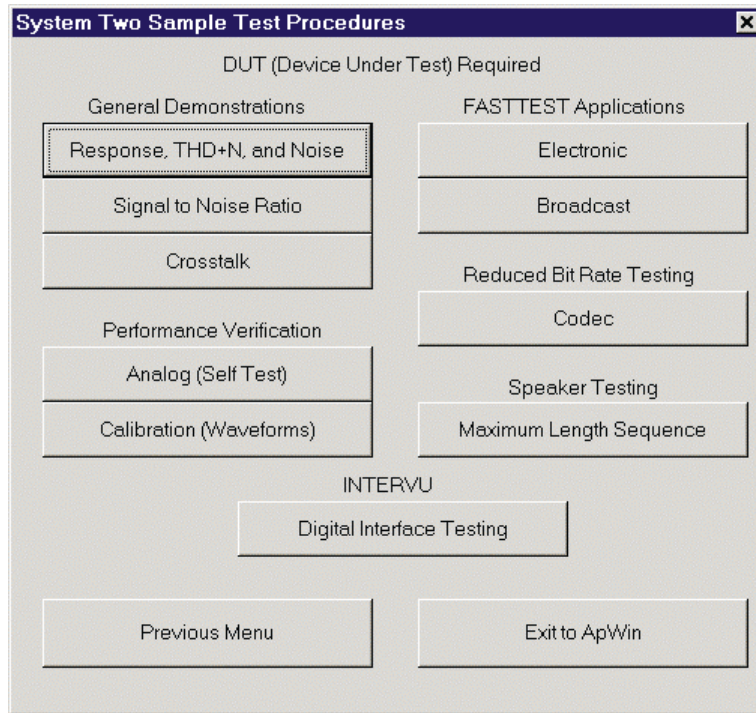 System Two Sample Test Procedures
DUT (Device Under Test) Required
General Demonstrations
Response, THD+N, and Noise
Signal to Noise Ratio
Crosstalk
Performance Verification
Analog (Self Test)
Calibration (Waveforms)
FASTTEST Applications
Electronic
Broadcast
Reduced Bit Rate Testing
Codec
Speaker Testing
Maximum Length Sequence
INTERVU
Digital Interface Testing
Previous Menu
Exit to ApWin